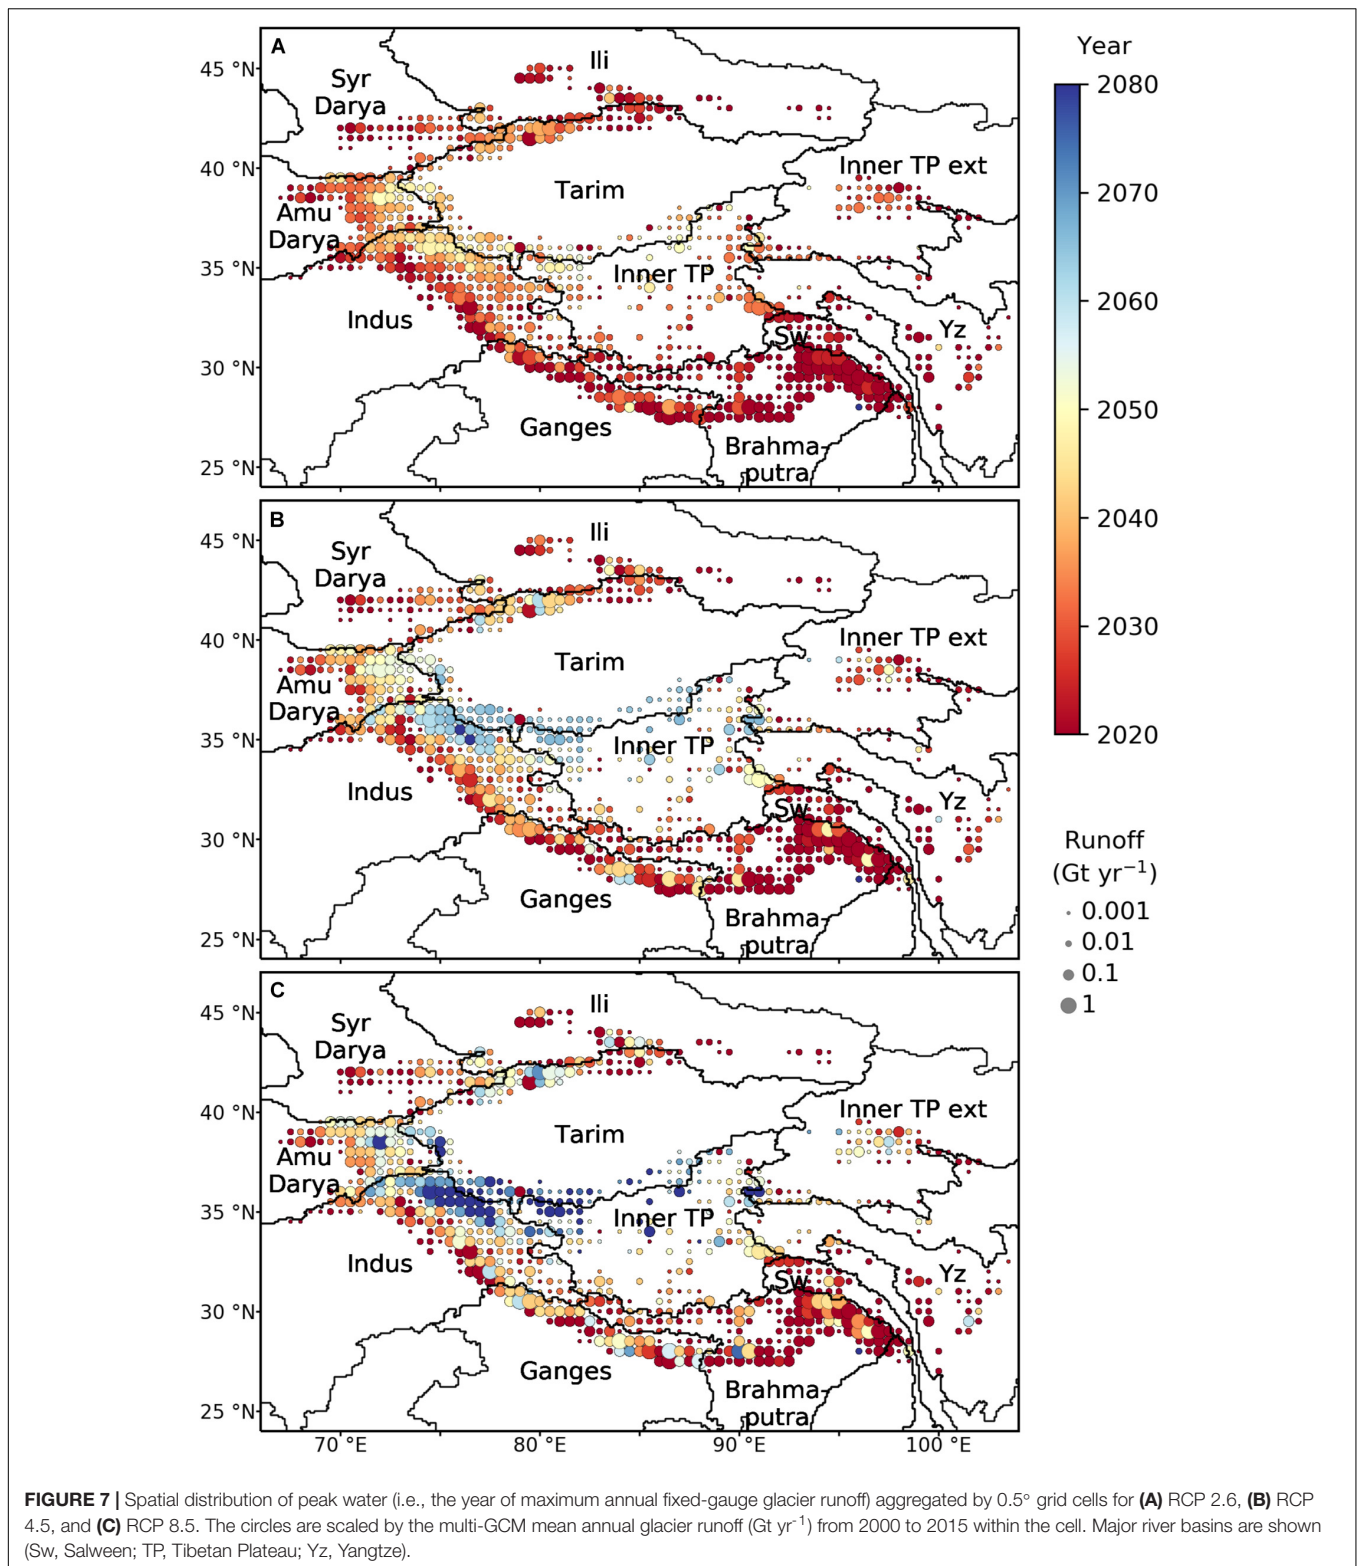 A
45 °N
40 °N
35 °N
30 °N
25 °N
Syr
Darya
Ili
Tarim
Inner TP ext
Amu
Darya
Inner TP
Indus
Sw
Yz
Ganges
Brahma-
putra
B
45 °N
40 °N
35 °N
30 °N
25 °N
Syr
Darya
Ili
Tarim
Inner TP ext
Amu
Darya
Inner TP
Indus
Sw
Yz
Ganges
Brahma-
putra
C
45 °N
40 °N
35 °N
30 °N
25 °N
Syr
Darya
Ili
Tarim
Inner TP ext
Amu
Darya
Inner TP
Indus
Sw
Yz
Ganges
Brahma-
putra
70 °E 80 °E 90 °E 100 °E
Year
2080
2070
2060
2050
2040
2030
2020
Runoff
(Gt yr⁻¹)
0.001
0.01
0.1
1
FIGURE 7 | Spatial distribution of peak water (i.e., the year of maximum annual fixed-gauge glacier runoff) aggregated by 0.5° grid cells for (A) RCP 2.6, (B) RCP
4.5, and (C) RCP 8.5. The circles are scaled by the multi-GCM mean annual glacier runoff (Gt yr⁻¹) from 2000 to 2015 within the cell. Major river basins are shown
(Sw, Salween; TP, Tibetan Plateau; Yz, Yangtze).